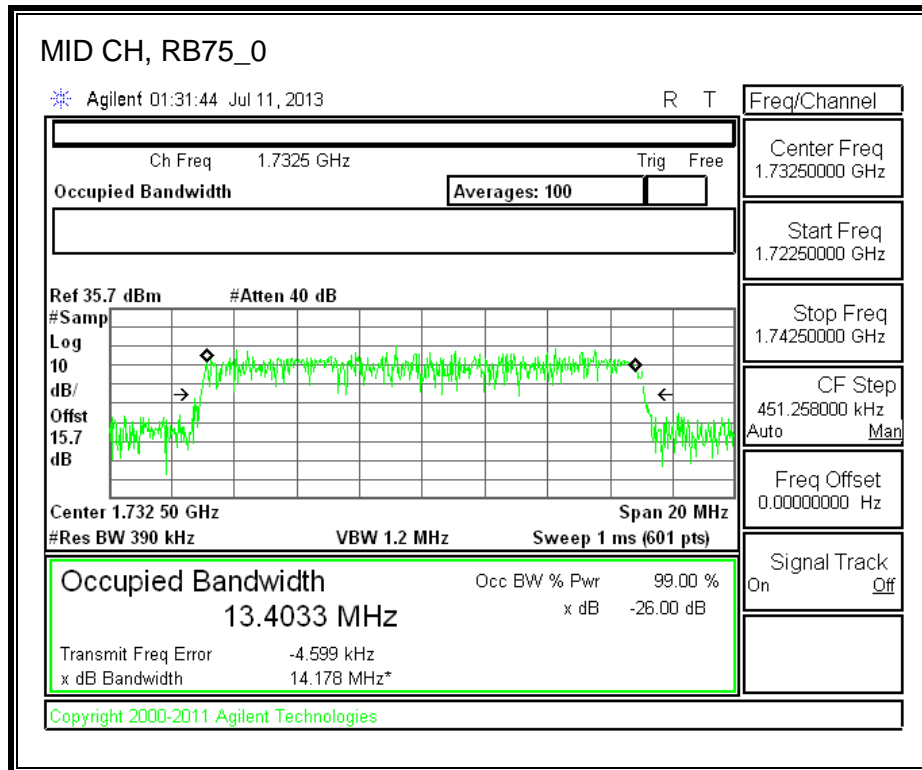 MID CH, RB75_0
Agilent 01:31:44 Jul 11, 2013 R T
Freq/Channel
Ch Freq 1.7325 GHz Trig Free
Occupied Bandwidth Averages: 100
Center Freq
1.73250000 GHz
Start Freq
1.72250000 GHz
Ref 35.7 dBm #Atten 40 dB
#Samp
Log
10
dB/
Offst
15.7
dB
Stop Freq
1.74250000 GHz
CF Step
451.258000 kHz
Auto Man
Freq Offset
0.00000000 Hz
Center 1.732 50 GHz Span 20 MHz
#Res BW 390 kHz VBW 1.2 MHz Sweep 1 ms (601 pts)
Signal Track
On Off
Occupied Bandwidth Occ BW % Pwr 99.00 %
13.4033 MHz x dB -26.00 dB
Transmit Freq Error -4.599 kHz
x dB Bandwidth 14.178 MHz*
Copyright 2000-2011 Agilent Technologies